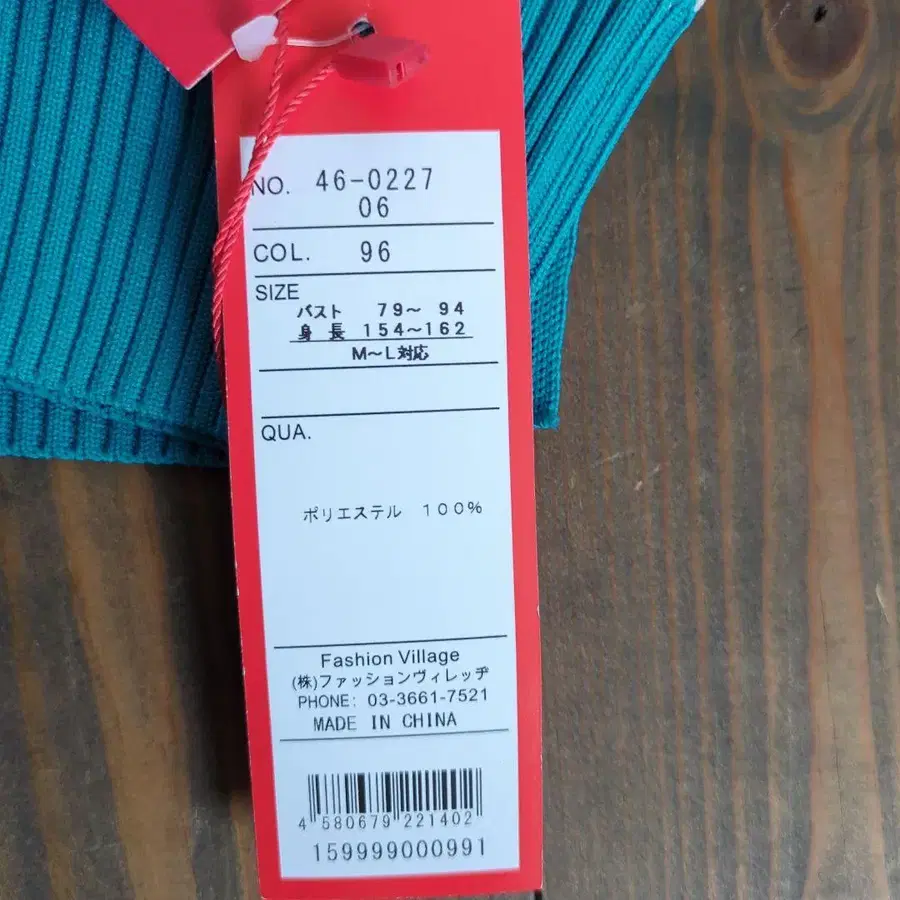 NO. 46-0227
06
COL. 96
SIZE
バスト 79～ 94
身 長 154～162
M～L対応
QUA.
ポリエステル 100%
Fashion Village
(株)ファッションヴィレッヂ
PHONE: 03-3661-7521
MADE IN CHINA
4 580679 221402
159999000991